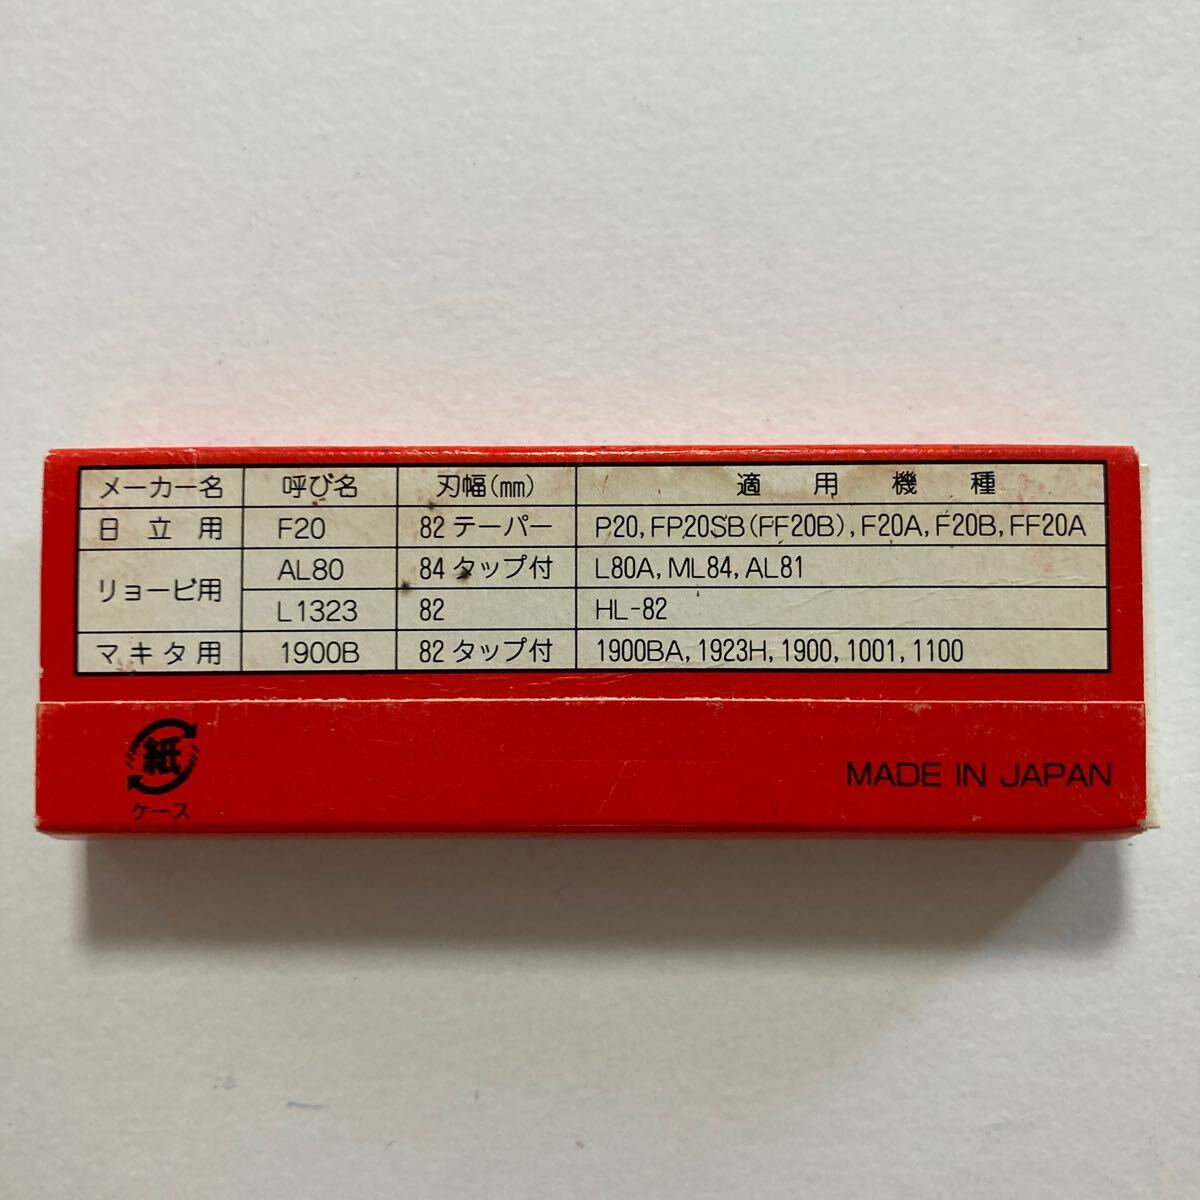 メーカー名 呼び名 刃幅(㎜) 適用機種
日立用 F20 82テーパー P20, FP20SB(FF20B), F20A, F20B, FF20A
リョービ用 AL80 84タップ付 L80A, ML84, AL81
L1323 82 HL-82
マキタ用 1900B 82タップ付 1900BA, 1923H, 1900, 1001, 1100
紙
ケース
MADE IN JAPAN